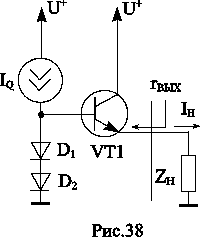 U⁺ U⁺
I_Q
r_ВЫХ
I_Н
D₁
VT1
D₂
Z_Н
Рис.38